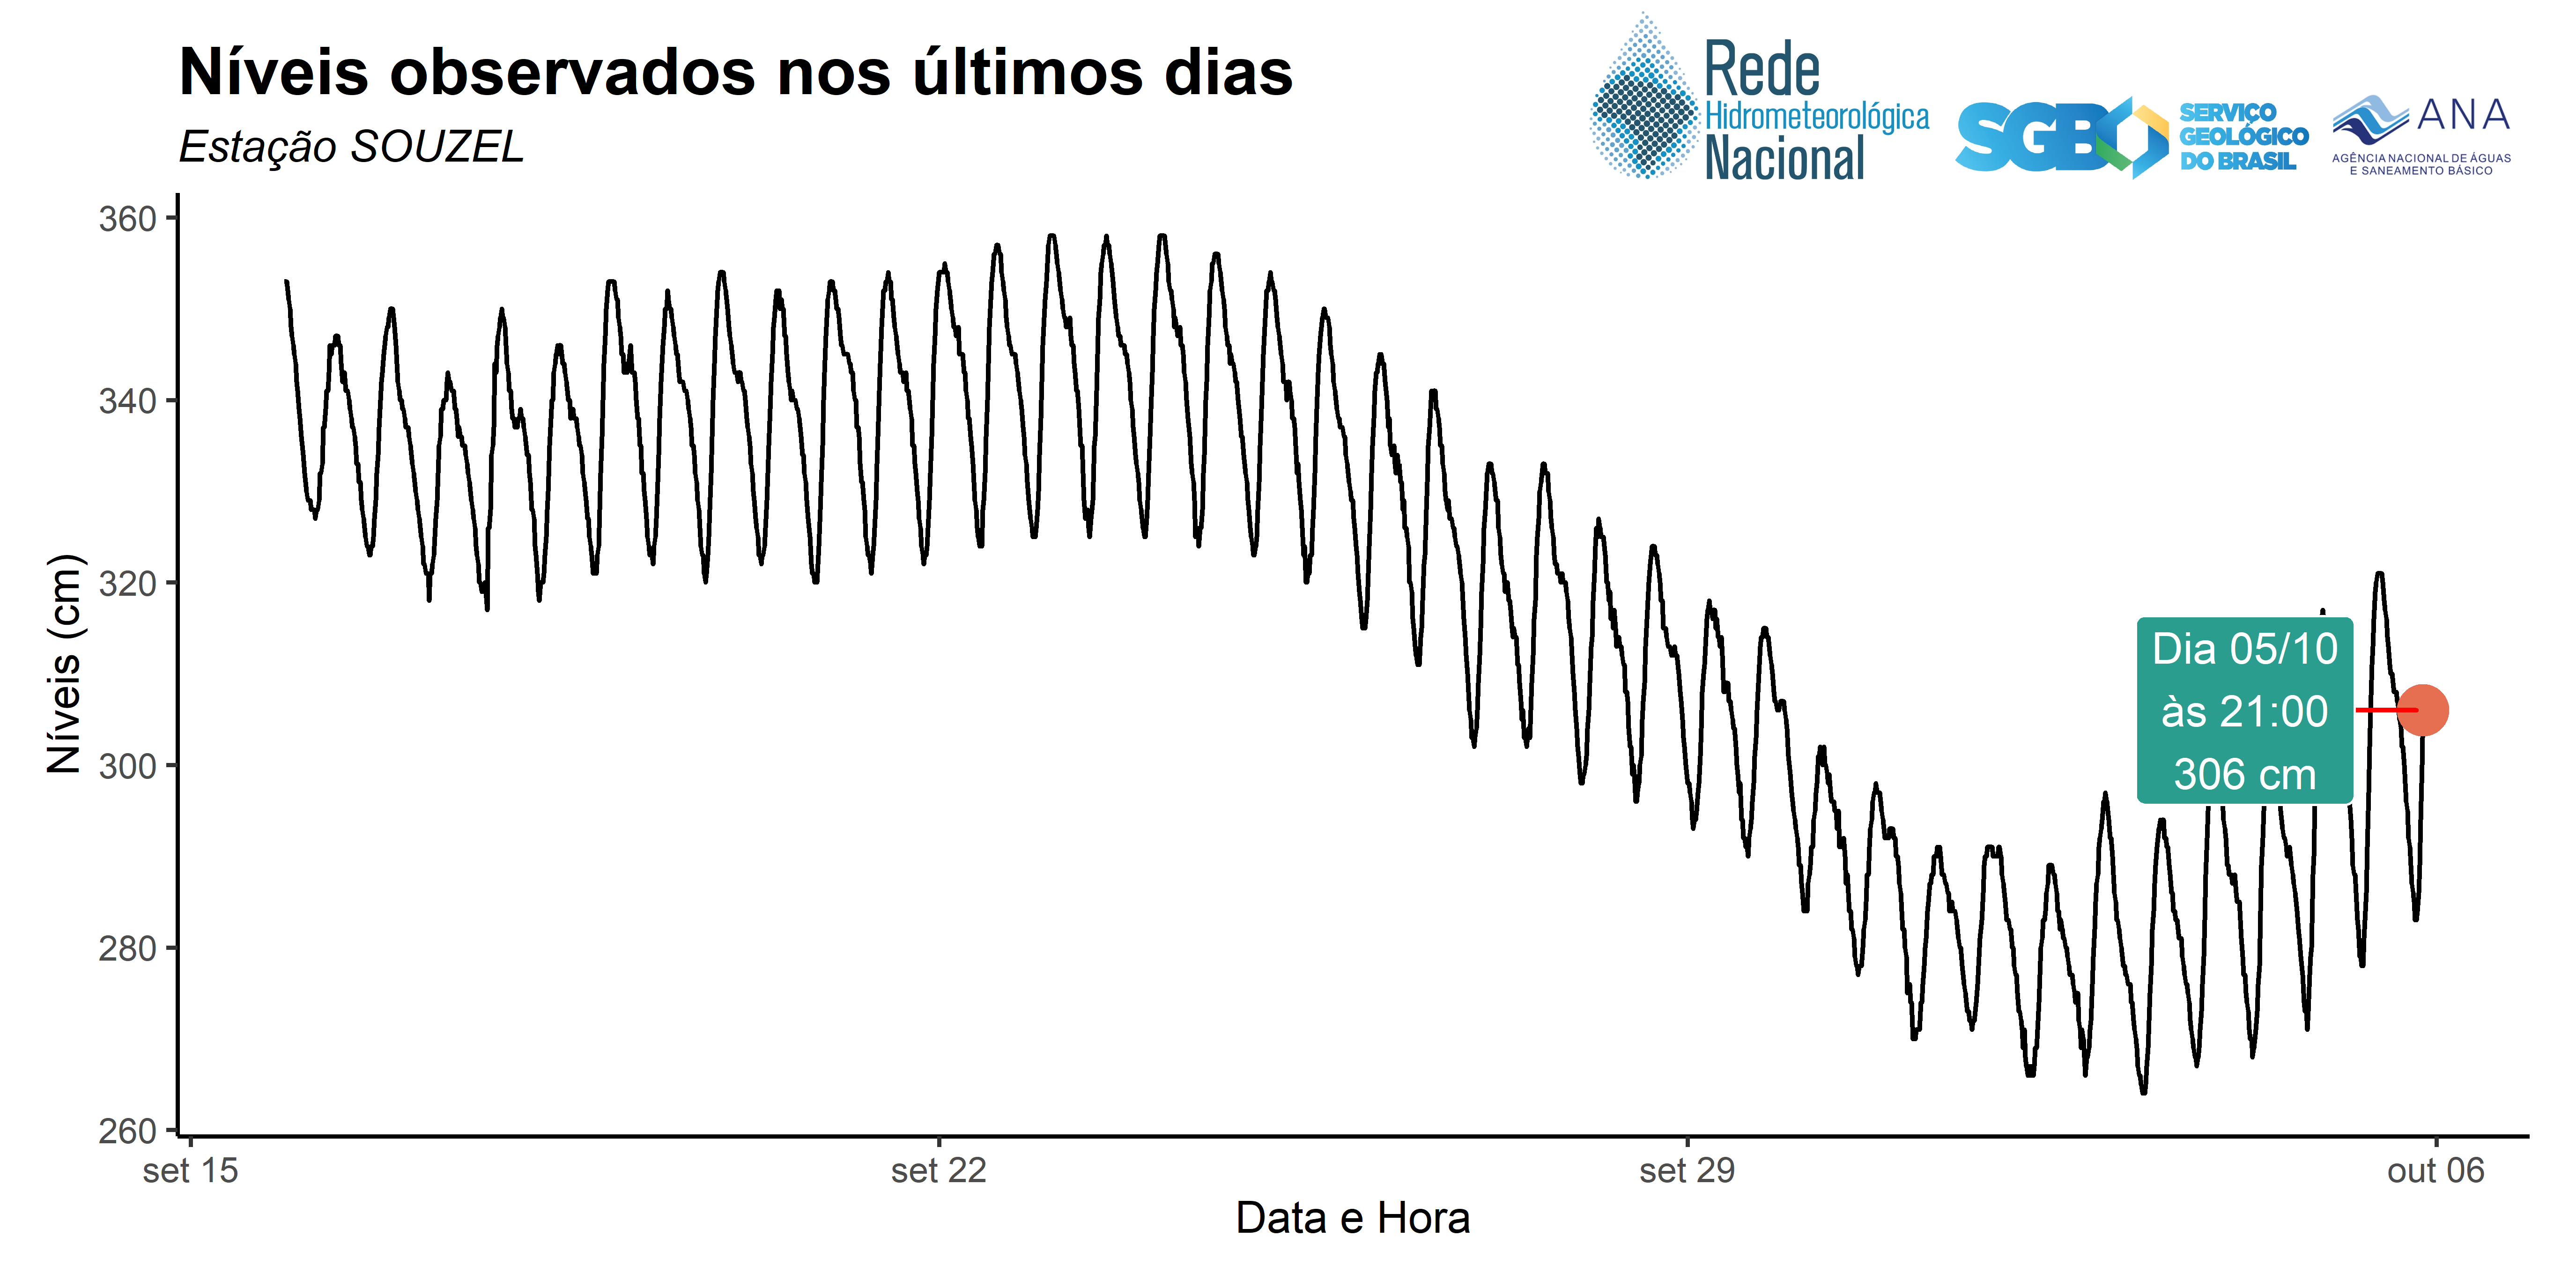 Níveis observados nos últimos dias
Estação SOUZEL
Rede
Hidrometeorológica
Nacional
SGB
SERVIÇO
GEOLÓGICO
DO BRASIL
ANA
AGÊNCIA NACIONAL DE ÁGUAS
E SANEAMENTO BÁSICO
Níveis (cm)
360
340
320
300
280
260
Dia 05/10
às 21:00
306 cm
set 15
set 22
set 29
out 06
Data e Hora